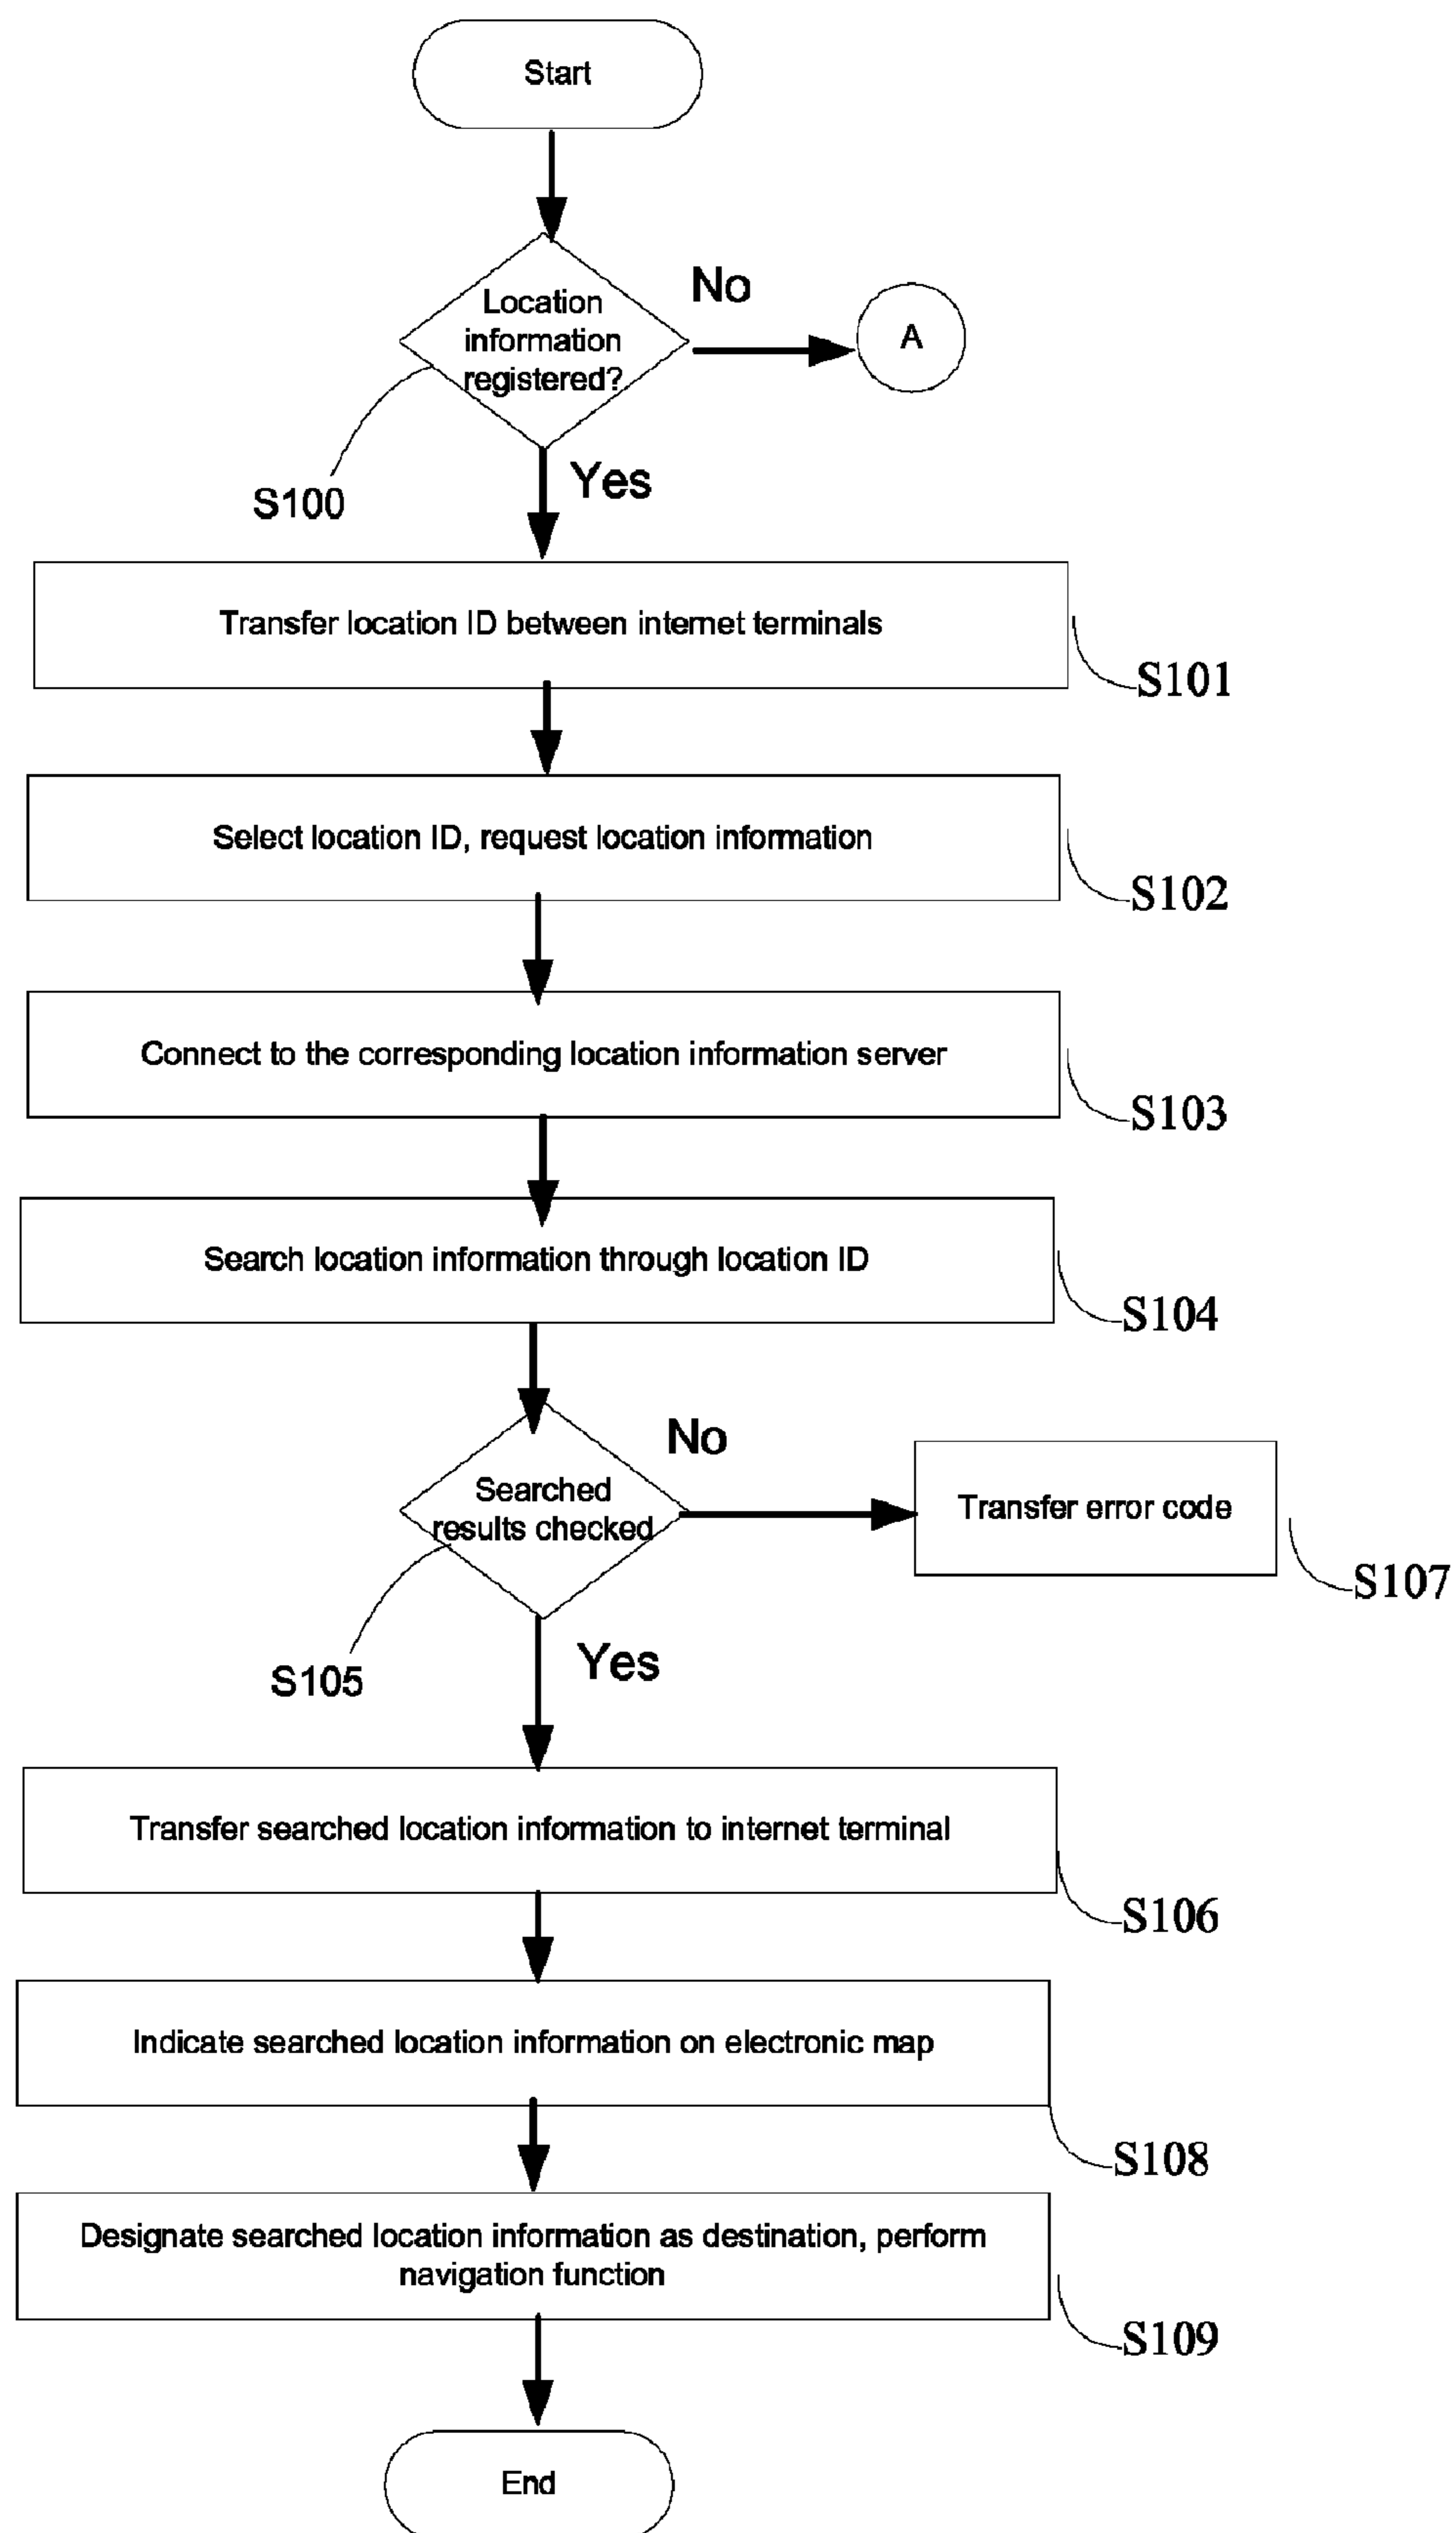 Start
Location
information
registered?
No
A
S100
Yes
Transfer location ID between internet terminals
S101
Select location ID, request location information
S102
Connect to the corresponding location information server
S103
Search location information through location ID
S104
Searched
results checked
No
Transfer error code
S107
S105
Yes
Transfer searched location information to internet terminal
S106
Indicate searched location information on electronic map
S108
Designate searched location information as destination, perform
navigation function
S109
End